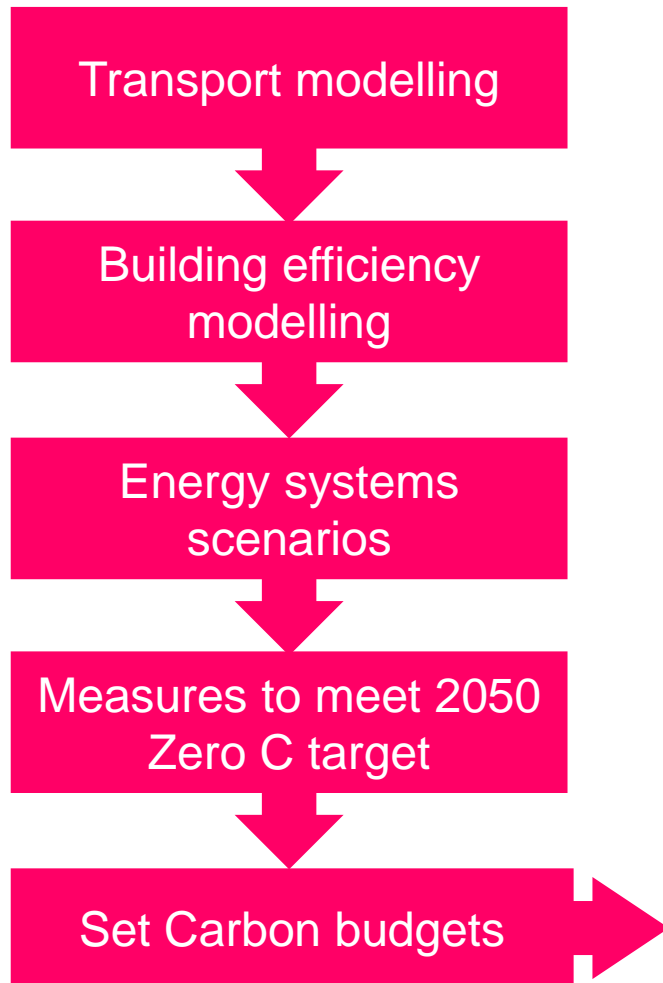 Transport modelling
Building efficiency
modelling
Energy systems
scenarios
Measures to meet 2050
Zero C target
Set Carbon budgets